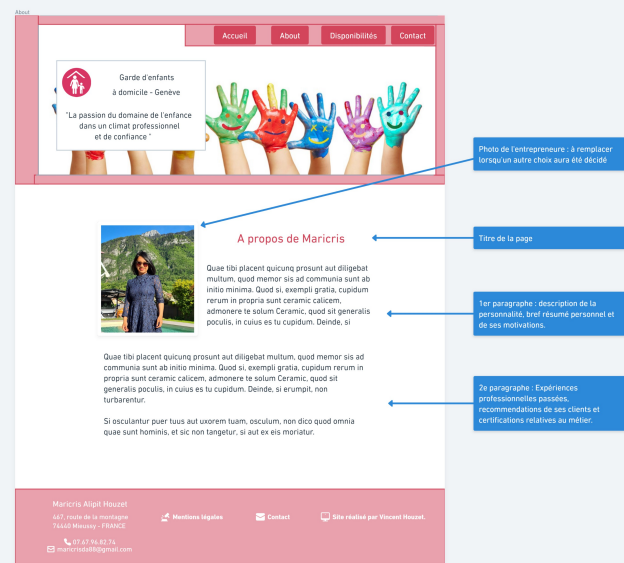 About
Accueil
About
Disponibilités
Contact
Garde d'enfants
à domicile - Genève
"La passion du domaine de l'enfance
dans un climat professionnel
et de confiance "
Photo de l'entrepreneure : à remplacer
lorsqu'un autre choix aura été décidé
A propos de Maricris
Titre de la page
Quae tibi placent quicunq prosunt aut diligebat
multum, quod memor sis ad communia sunt ab
initio minima. Quod si, exempli gratia, cupidum
rerum in propria sunt ceramic calicem,
admonere te solum Ceramic, quod sit generalis
poculis, in cuius es tu cupidum. Deinde, si
1er paragraphe : description de la
personnalité, bref résumé personnel et
de ses motivations.
Quae tibi placent quicunq prosunt aut diligebat multum, quod memor sis ad
communia sunt ab initio minima. Quod si, exempli gratia, cupidum rerum in
propria sunt ceramic calicem, admonere te solum Ceramic, quod sit
generalis poculis, in cuius es tu cupidum. Deinde, si erumpit, non
turbarentur.
Si osculantur puer tuus aut uxorem tuam, osculum, non dico quod omnia
quae sunt hominis, et sic non tangetur, si aut ex eis moriatur.
2e paragraphe : Expériences
professionnelles passées,
recommendations de ses clients et
certifications relatives au métier.
Maricris Alipit Houzet
467, route de la montagne
74440 Mieussy - FRANCE
07.67.96.82.74
maricrisda88@gmail.com
Mentions légales
Contact
Site réalisé par Vincent Houzet.